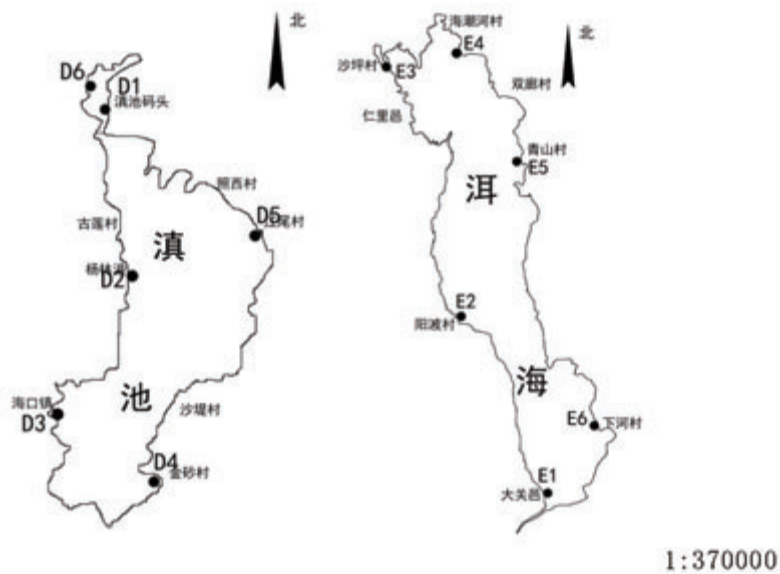 北
D6
D1
滇池码头
照西村
古莲村
滇
D5
D2
海口镇
D3
池
沙堤村
D4
金砂村
北
海潮河村
E4
沙坪村
E3
双廊村
仁里邑
青山村
E5
洱
E2
阳波村
海
E6
下河村
E1
大关邑
1:370000